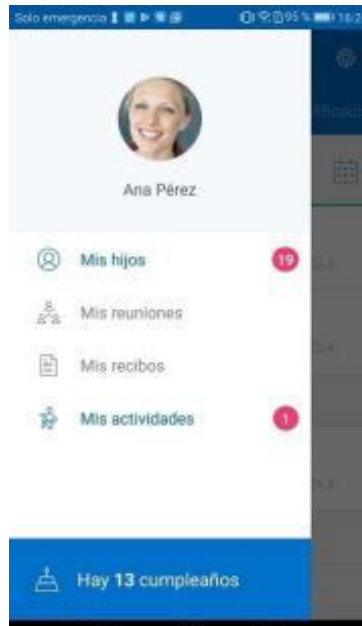 Solo emergencia
95 %
Ana Pérez
Mis hijos
19
Mis reuniones
Mis recibos
Mis actividades
1
Hay 13 cumpleaños